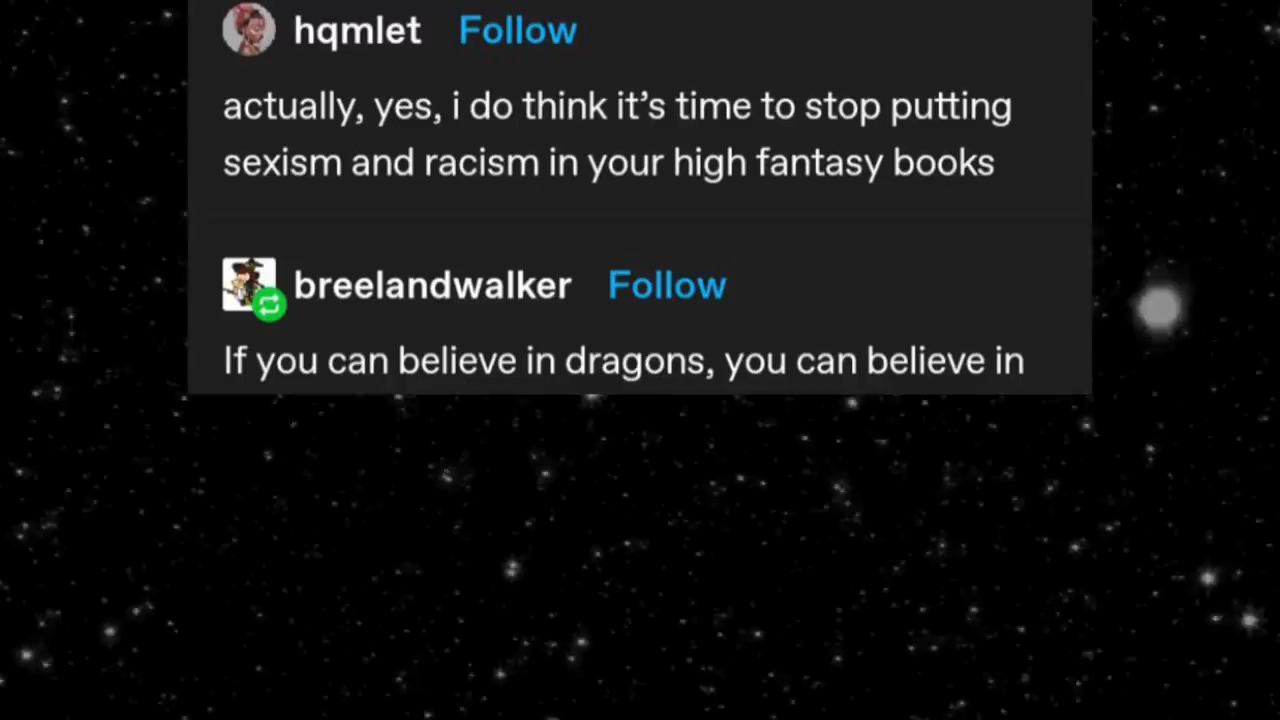 hqmlet Follow
actually, yes, i do think it’s time to stop putting
sexism and racism in your high fantasy books
breelandwalker Follow
If you can believe in dragons, you can believe in